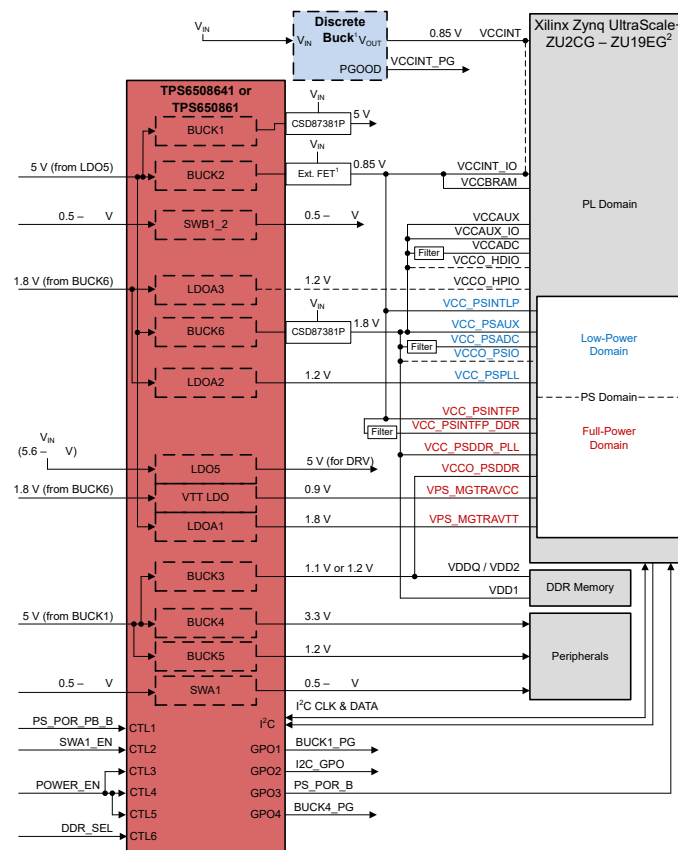 Discrete
Buck¹
V_IN
V_IN
V_OUT
0.85 V
VCCINT
PGOOD
VCCINT_PG
Xilinx Zynq UltraScale+
ZU2CG – ZU19EG²
TPS6508641 or
TPS650861
V_IN
BUCK1
CSD87381P
5 V
V_IN
5 V (from LDO5)
BUCK2
Ext. FET¹
0.85 V
VCCINT_IO
VCCBRAM
PL Domain
0.5 – V
SWB1_2
0.5 – V
VCCAUX
VCCAUX_IO
Filter
VCCADC
VCCO_HDIO
1.8 V (from BUCK6)
LDOA3
1.2 V
VCCO_HPIO
V_IN
VCC_PSINTLP
BUCK6
CSD87381P
1.8 V
VCC_PSAUX
Filter
VCC_PSADC
VCCO_PSIO
Low-Power
Domain
LDOA2
1.2 V
VCC_PSPLL
PS Domain
VCC_PSINTFP
Filter
VCC_PSINTFP_DDR
Full-Power
Domain
V_IN
(5.6 – V)
VCC_PSDDR_PLL
LDO5
5 V (for DRV)
VCCO_PSDDR
1.8 V (from BUCK6)
VTT LDO
0.9 V
VPS_MGTRAVCC
LDOA1
1.8 V
VPS_MGTRAVTT
BUCK3
1.1 V or 1.2 V
VDDQ / VDD2
VDD1
DDR Memory
5 V (from BUCK1)
BUCK4
3.3 V
BUCK5
1.2 V
Peripherals
0.5 – V
SWA1
0.5 – V
I²C CLK & DATA
PS_POR_PB_B
CTL1
I²C
SWA1_EN
CTL2
GPO1
BUCK1_PG
CTL3
GPO2
I2C_GPO
POWER_EN
CTL4
GPO3
PS_POR_B
CTL5
GPO4
BUCK4_PG
DDR_SEL
CTL6